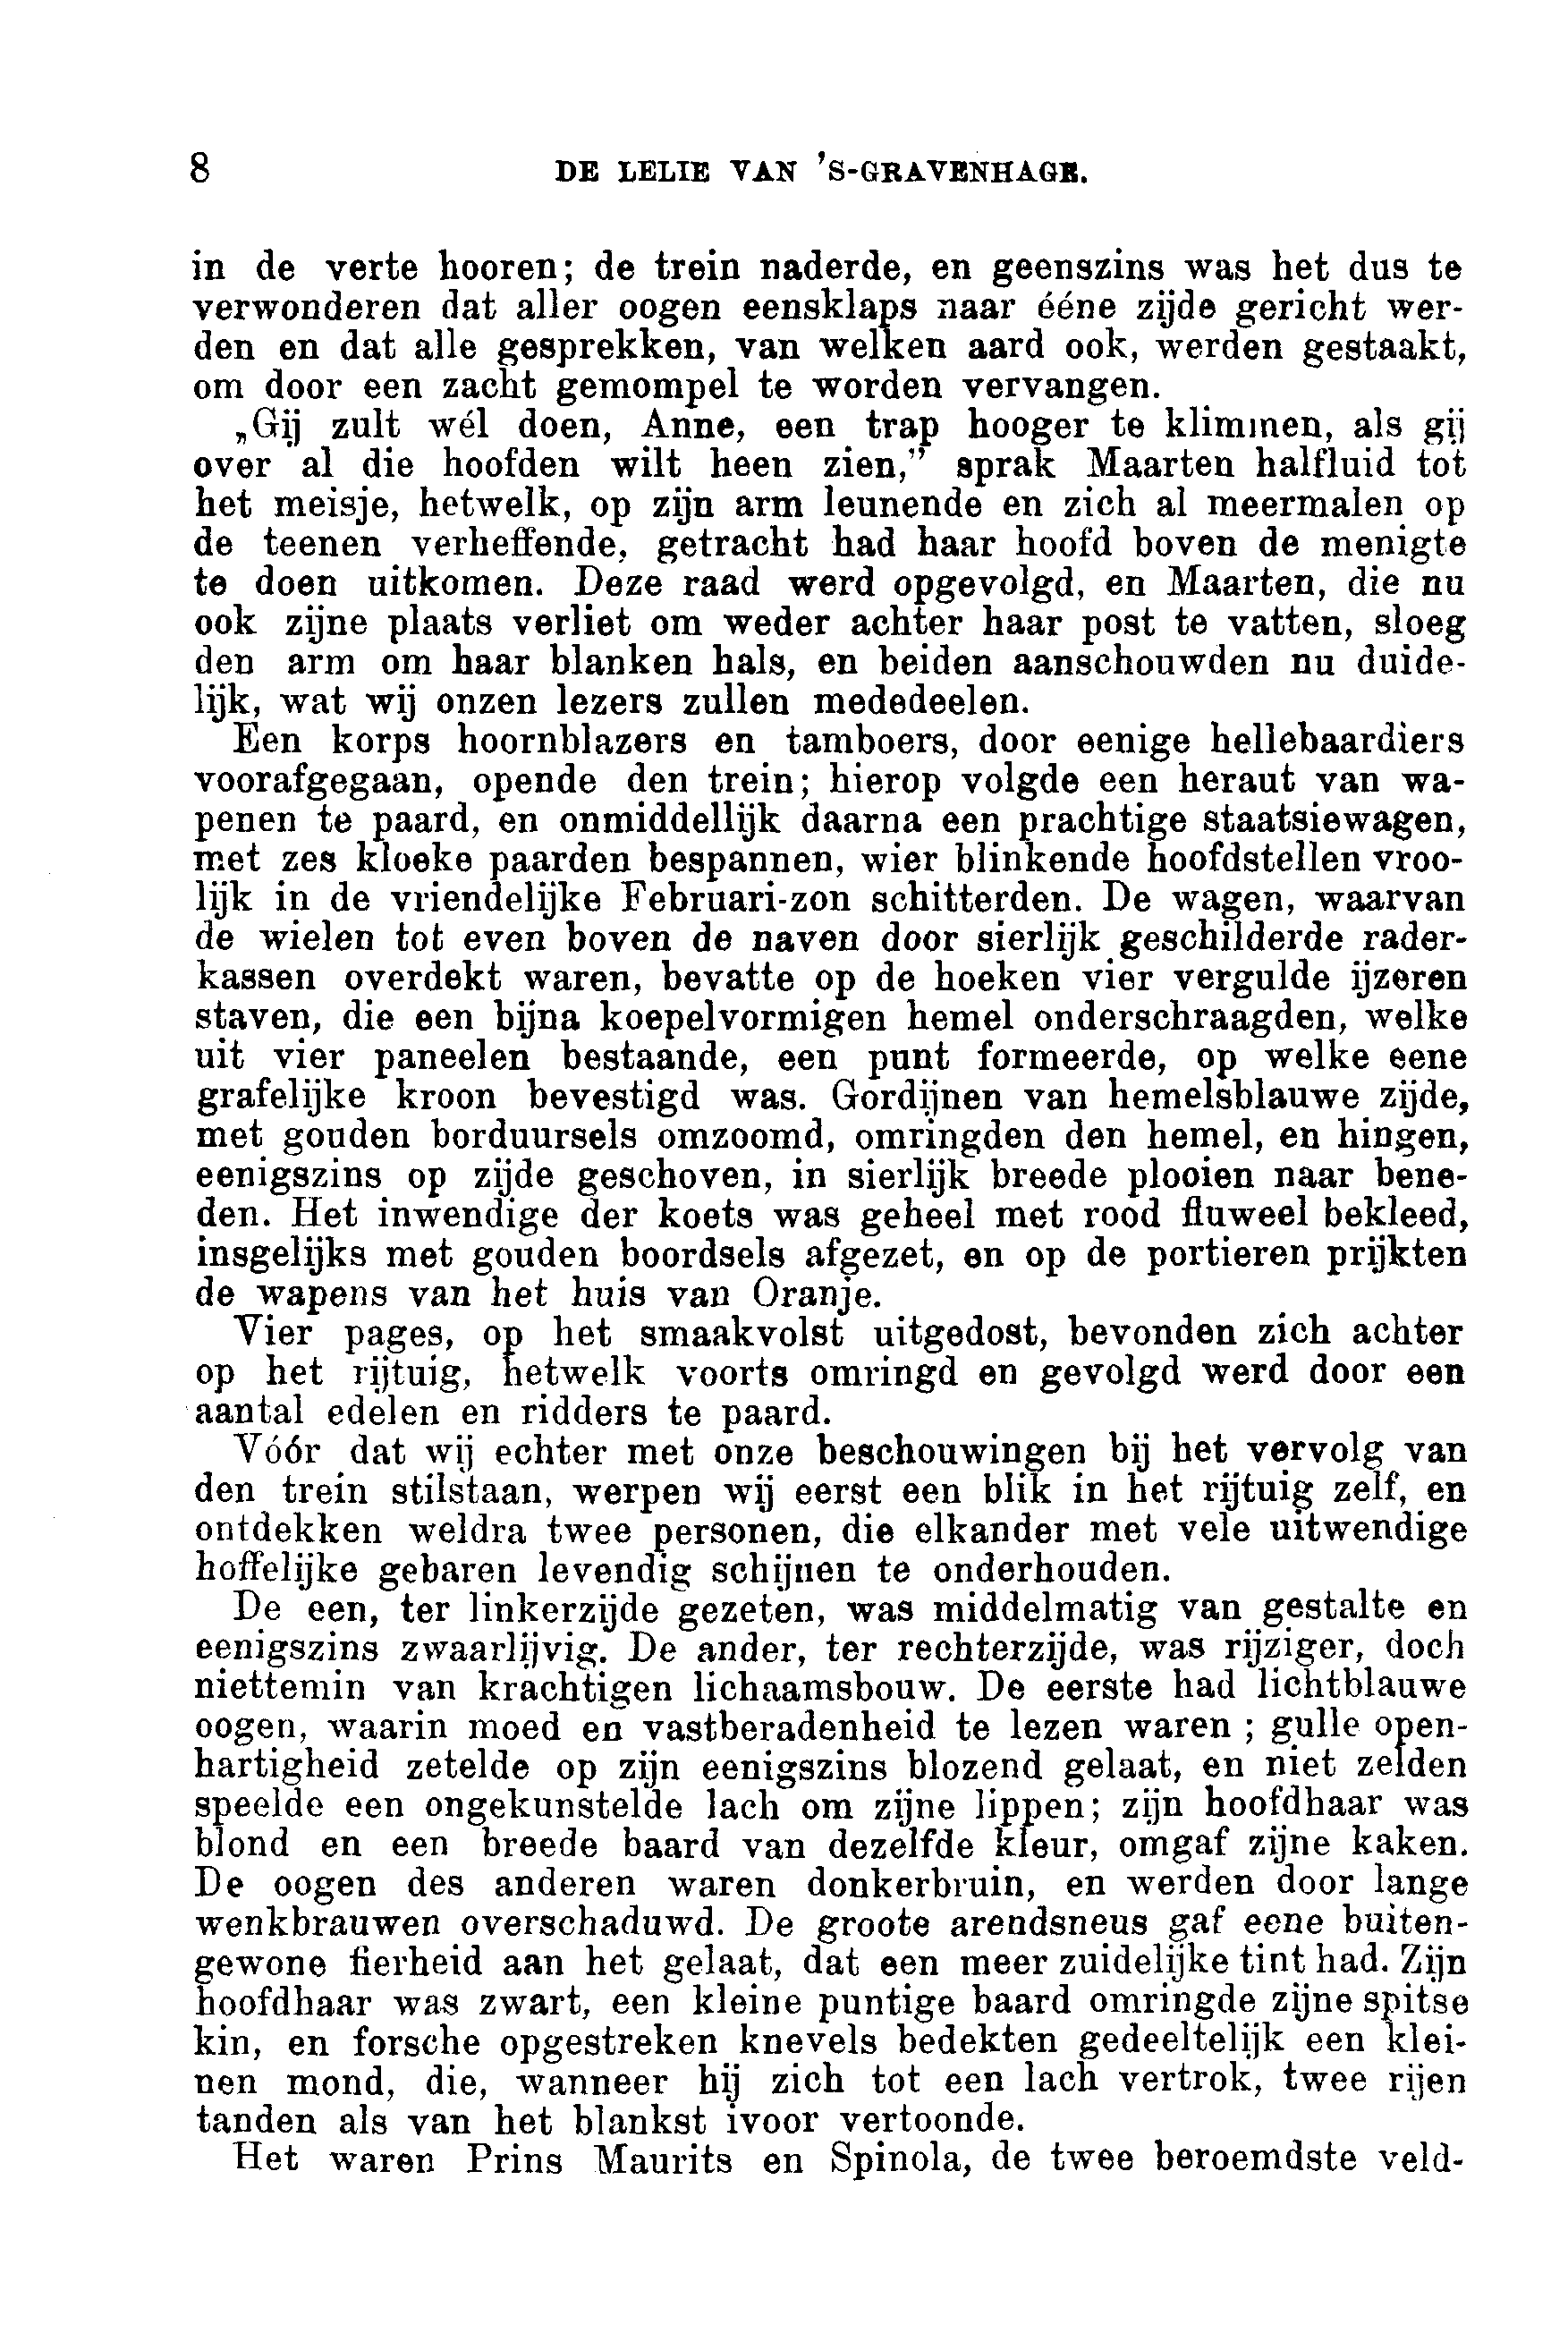 8 DE LELIE VAN 'S-GRAVENHAGE.
in de verte hooren; de trein naderde, en geenszins was het dus te
verwonderen dat aller oogen eensklaps naar ééne zijde gericht wer-
den en dat alle gesprekken, van welken aard ook, werden gestaakt,
om door een zacht gemompel te worden vervangen.
„Gij zult wél doen, Anne, een trap hooger te klimmen, als gij
over al die hoofden wilt heen zien,” sprak Maarten halfluid tot
het meisje, hetwelk, op zijn arm leunende en zich al meermalen op
de teenen verheffende, getracht had haar hoofd boven de menigte
te doen uitkomen. Deze raad werd opgevolgd, en Maarten, die nu
ook zijne plaats verliet om weder achter haar post te vatten, sloeg
den arm om haar blanken hals, en beiden aanschouwden nu duide-
lijk, wat wij onzen lezers zullen mededeelen.
Een korps hoornblazers en tamboers, door eenige hellebaardiers
voorafgegaan, opende den trein; hierop volgde een heraut van wa-
penen te paard, en onmiddellijk daarna een prachtige staatsiewagen,
met zes kloeke paarden bespannen, wier blinkende hoofdstellen vroo-
lijk in de vriendelijke Februari-zon schitterden. De wagen, waarvan
de wielen tot even boven de naven door sierlijk geschilderde rader-
kassen overdekt waren, bevatte op de hoeken vier vergulde ijzeren
staven, die een bijna koepelvormigen hemel onderschraagden, welke
uit vier paneelen bestaande, een punt formeerde, op welke eene
grafelijke kroon bevestigd was. Gordijnen van hemelsblauwe zijde,
met gouden borduursels omzoomd, omringden den hemel, en hingen,
eenigszins op zijde geschoven, in sierlijk breede plooien naar bene-
den. Het inwendige der koets was geheel met rood fluweel bekleed,
insgelijks met gouden boordsels afgezet, en op de portieren prijkten
de wapens van het huis van Oranje.
Vier pages, op het smaakvolst uitgedost, bevonden zich achter
op het rijtuig, hetwelk voorts omringd en gevolgd werd door een
aantal edelen en ridders te paard.
Vóór dat wij echter met onze beschouwingen bij het vervolg van
den trein stilstaan, werpen wij eerst een blik in het rijtuig zelf, en
ontdekken weldra twee personen, die elkander met vele uitwendige
hoffelijke gebaren levendig schijnen te onderhouden.
De een, ter linkerzijde gezeten, was middelmatig van gestalte en
eenigszins zwaarlijvig. De ander, ter rechterzijde, was rijziger, doch
niettemin van krachtigen lichaamsbouw. De eerste had lichtblauwe
oogen, waarin moed en vastberadenheid te lezen waren ; gulle open-
hartigheid zetelde op zijn eenigszins blozend gelaat, en niet zelden
speelde een ongekunstelde lach om zijne lippen; zijn hoofdhaar was
blond en een breede baard van dezelfde kleur, omgaf zijne kaken.
De oogen des anderen waren donkerbruin, en werden door lange
wenkbrauwen overschaduwd. De groote arendsneus gaf eene buiten-
gewone fierheid aan het gelaat, dat een meer zuidelijke tint had. Zijn
hoofdhaar was zwart, een kleine puntige baard omringde zijne spitse
kin, en forsche opgestreken knevels bedekten gedeeltelijk een klei-
nen mond, die, wanneer hij zich tot een lach vertrok, twee rijen
tanden als van het blankst ivoor vertoonde.
Het waren Prins Maurits en Spinola, de twee beroemdste veld-